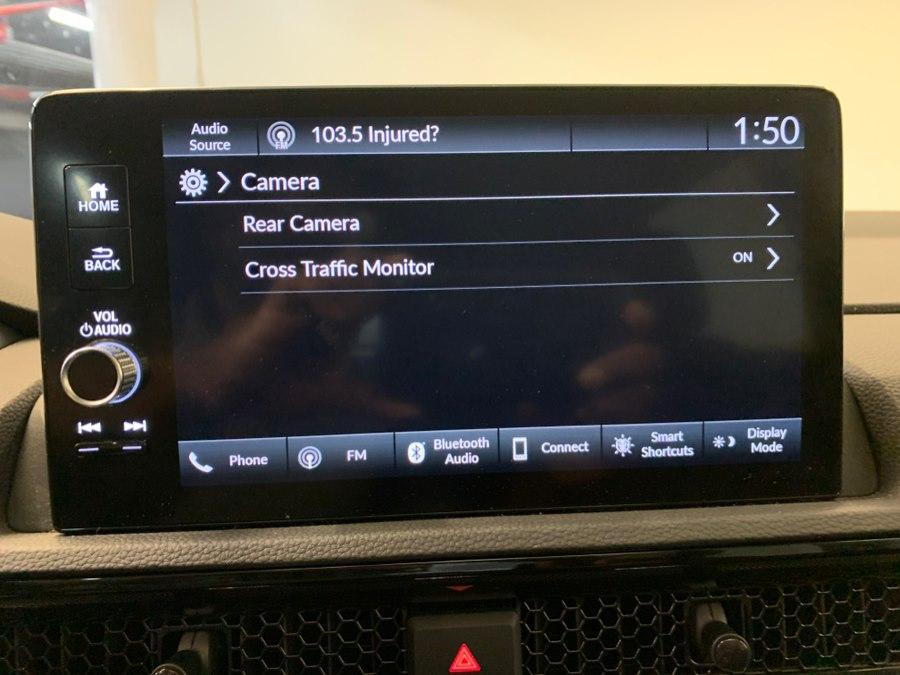 Audio
Source
FM
103.5 Injured?
1:50
HOME
BACK
VOL
AUDIO
Camera
Rear Camera
Cross Traffic Monitor ON
Phone
FM
Bluetooth
Audio
Connect
Smart
Shortcuts
Display
Mode